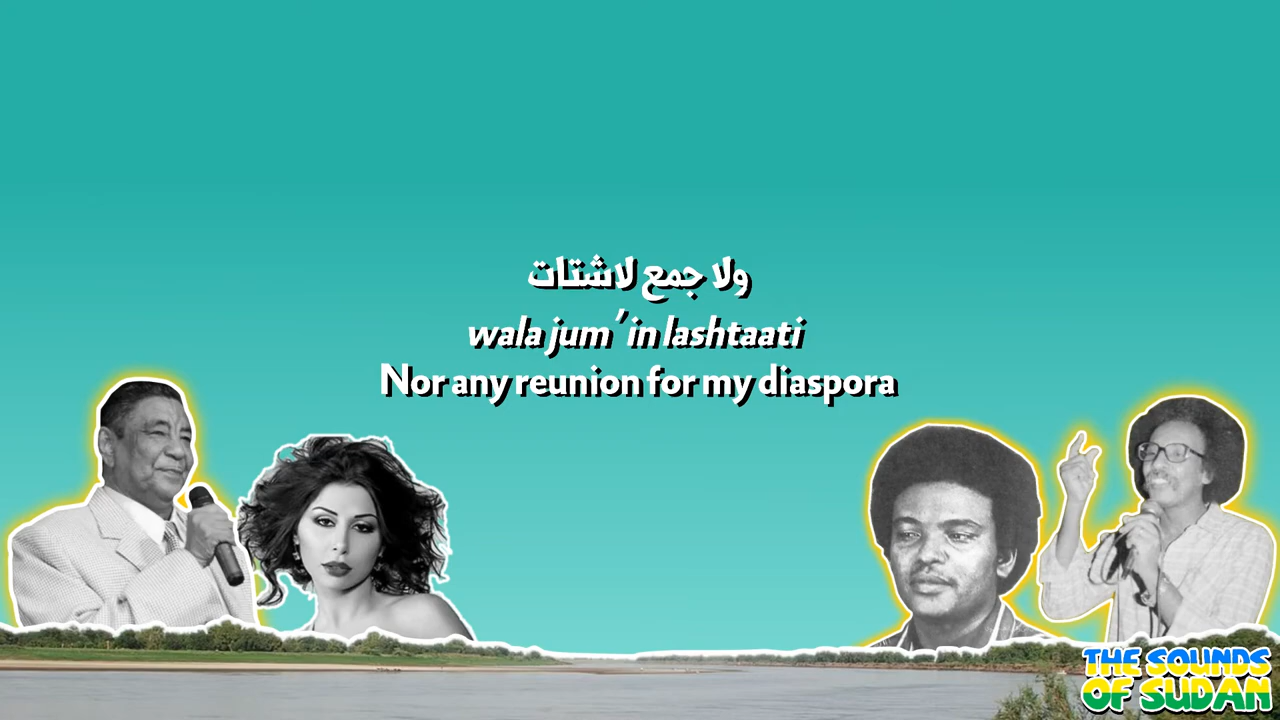 ولا جمع لاشتات
wala jum'in lashtaati
Nor any reunion for my diaspora
THE SOUNDS
OF SUDAN